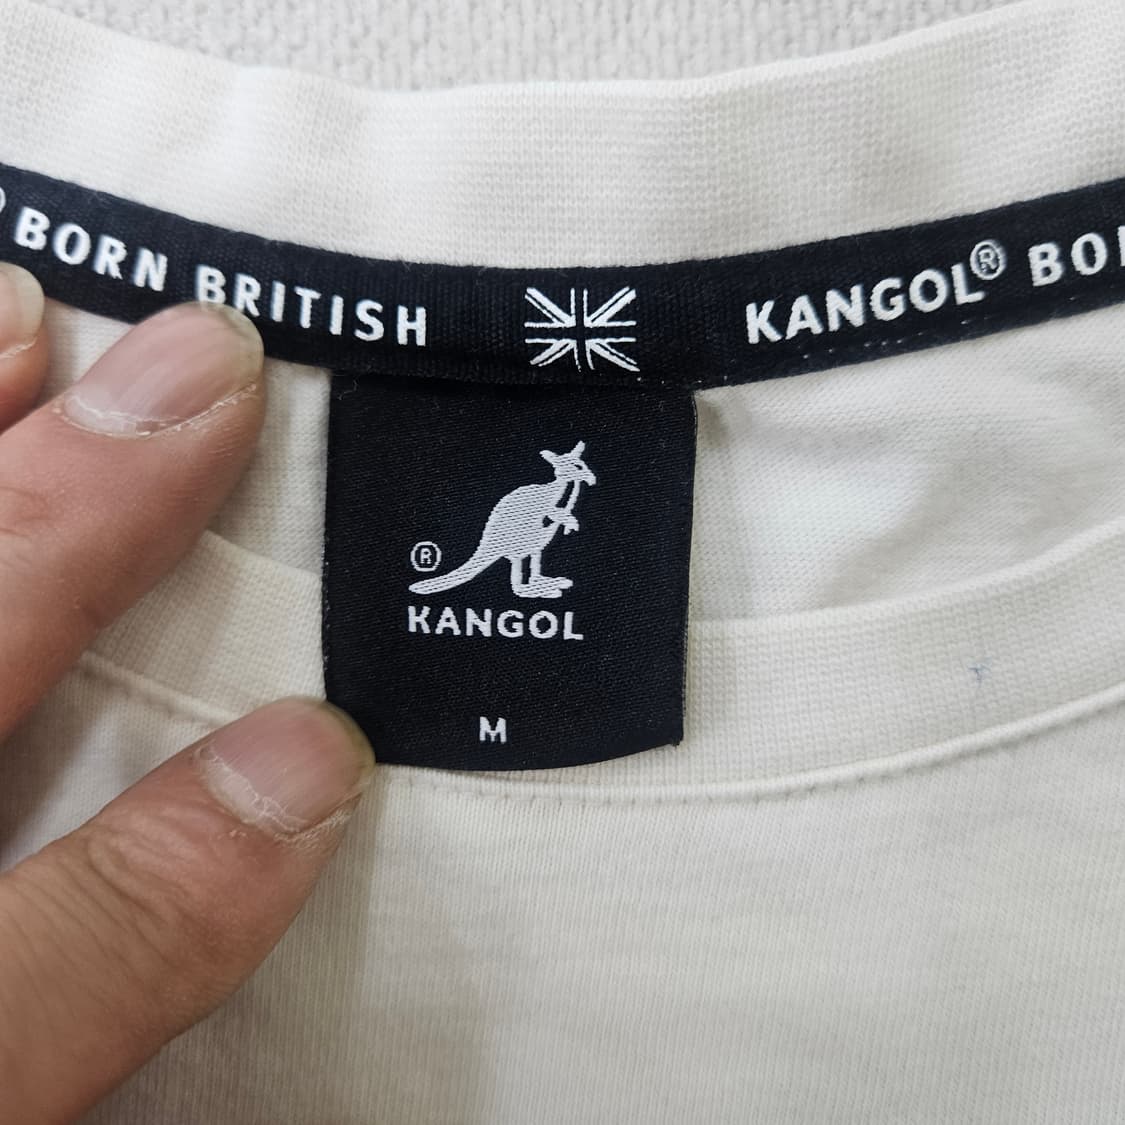 ® BORN BRITISH KANGOL® BO
®
KANGOL
M